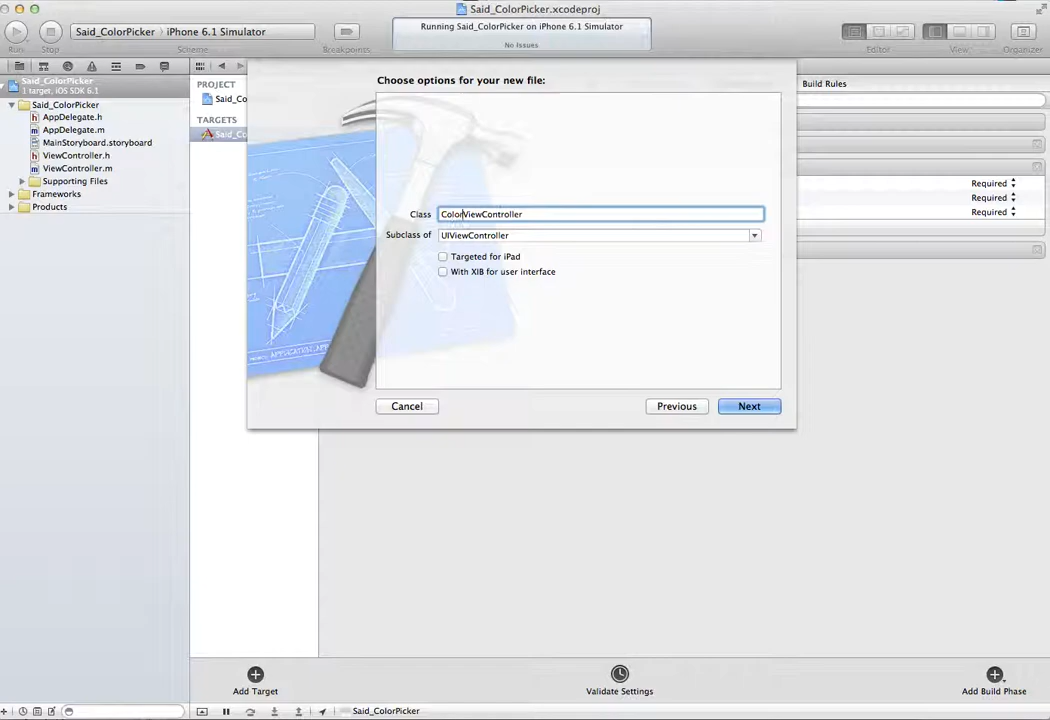 Said_ColorPicker.xcodeproj
Said_ColorPicker › iPhone 6.1 Simulator
Running Said_ColorPicker on iPhone 6.1 Simulator
No Issues
Run
Stop
Scheme
Breakpoints
Editor
View
Organizer
Said_ColorPicker
1 target, iOS SDK 6.1
Said_ColorPicker
AppDelegate.h
AppDelegate.m
MainStoryboard.storyboard
ViewController.h
ViewController.m
Supporting Files
Frameworks
Products
PROJECT
Said_Co
TARGETS
Said_Co
Build Rules
Required
Required
Required
Choose options for your new file:
Class
ColorViewController
Subclass of
UIViewController
Targeted for iPad
With XIB for user interface
Cancel
Previous
Next
Add Target
Validate Settings
Add Build Phase
Said_ColorPicker